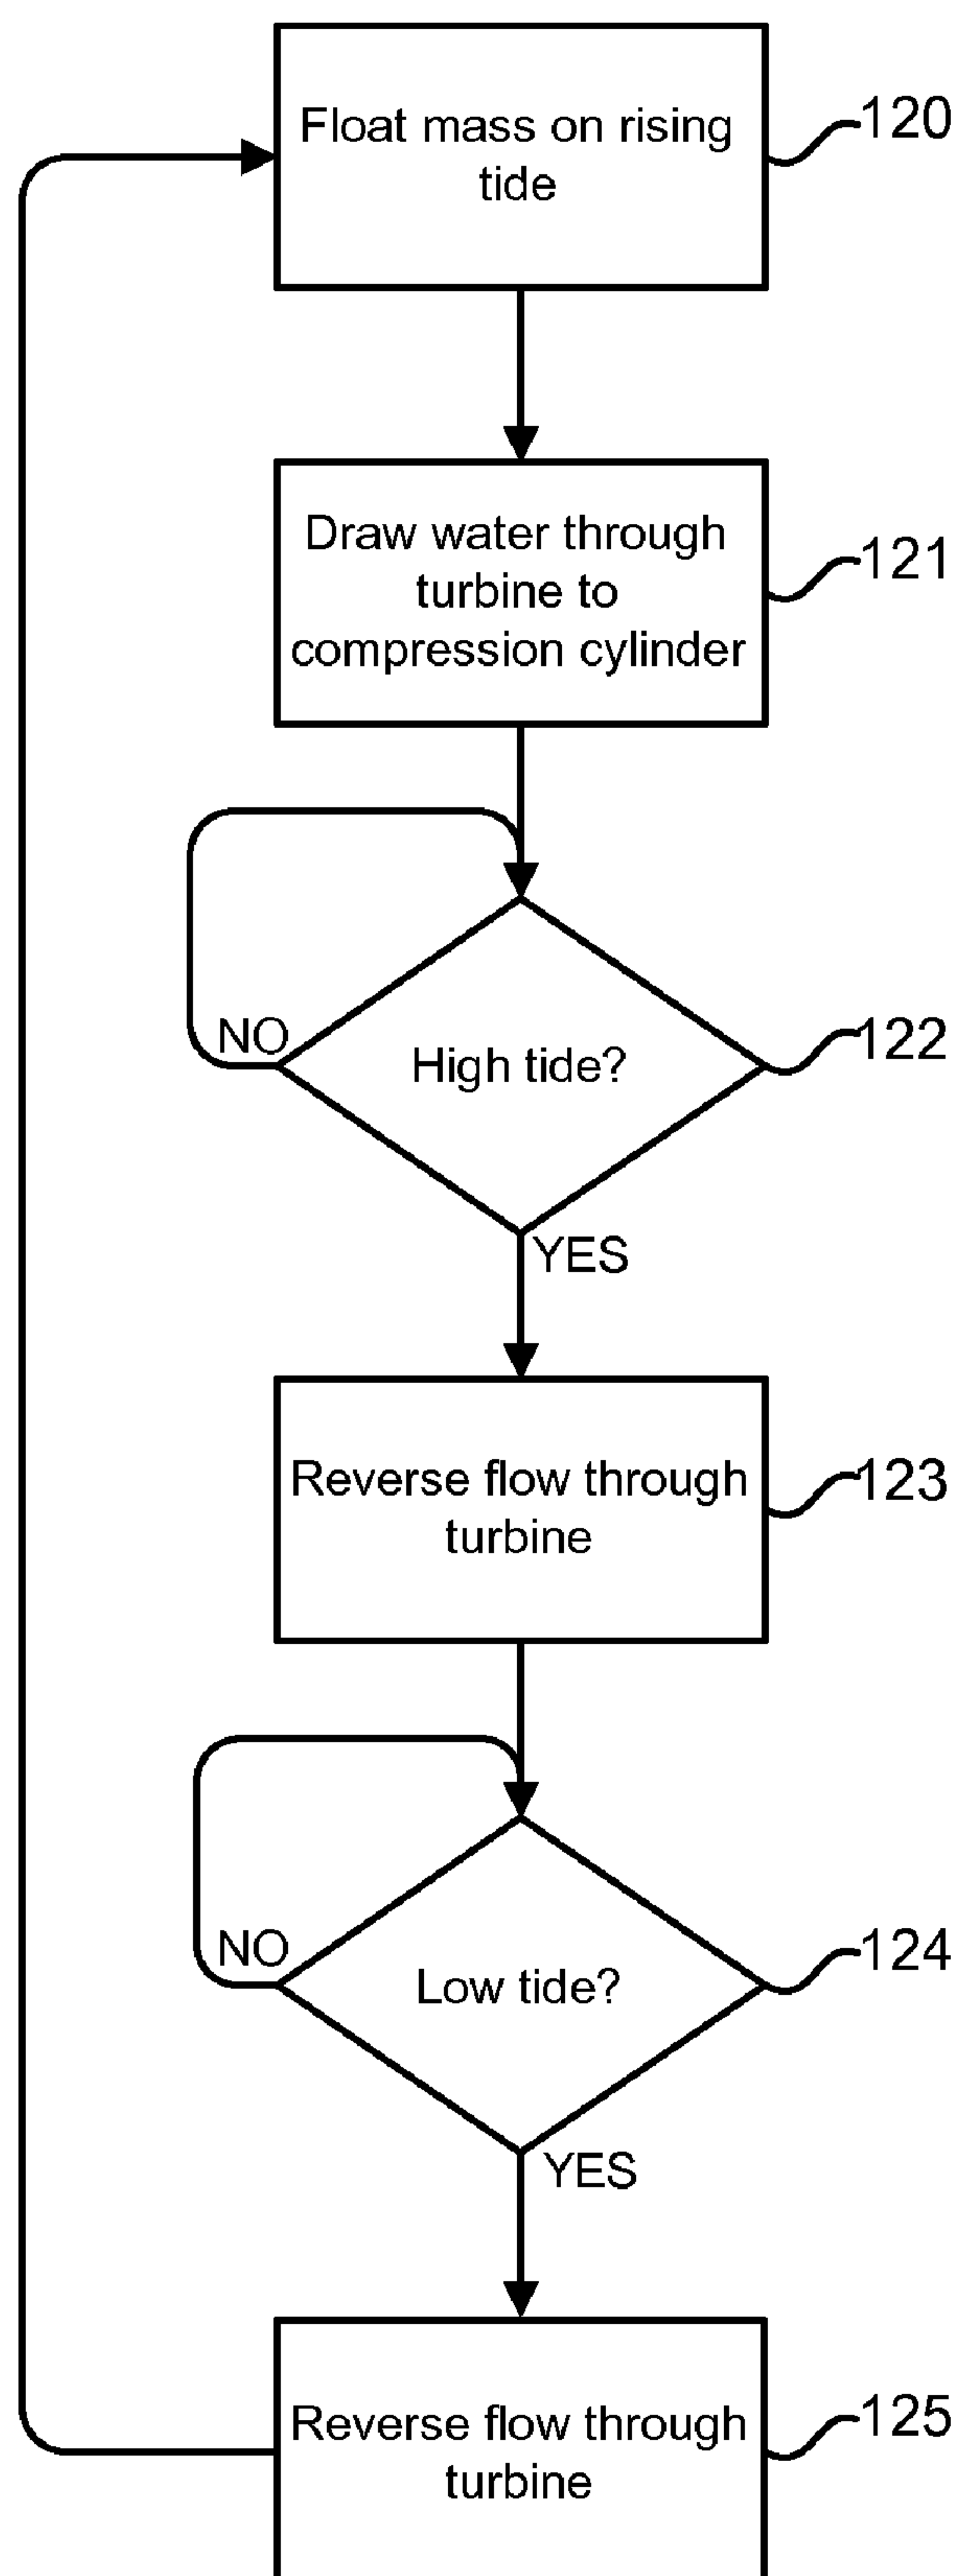 Float mass on rising
tide
120
Draw water through
turbine to
compression cylinder
121
NO
High tide?
122
YES
Reverse flow through
turbine
123
NO
Low tide?
124
YES
Reverse flow through
turbine
125